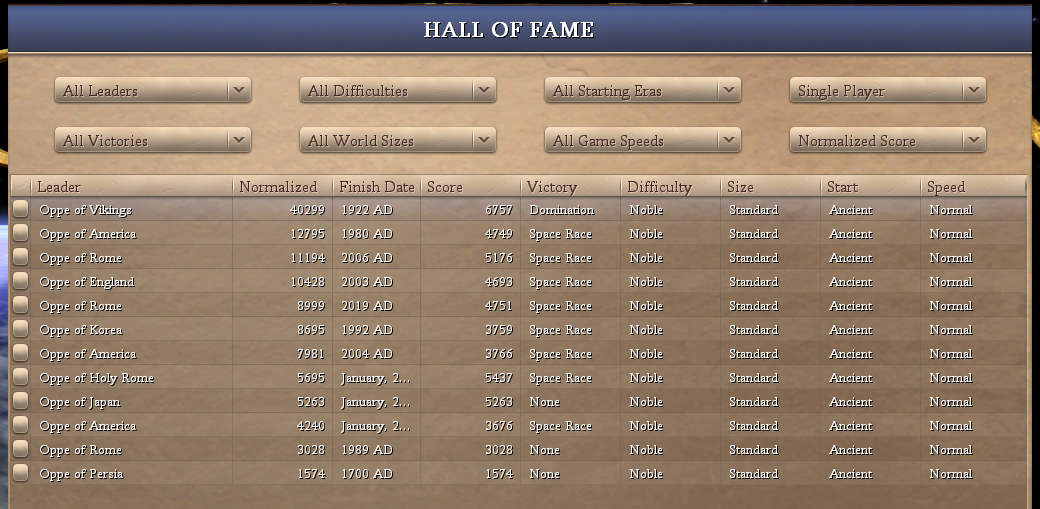 HALL OF FAME
All Leaders All Difficulties All Starting Eras Single Player
All Victories All World Sizes All Game Speeds Normalized Score
Leader Normalized Finish Date Score Victory Difficulty Size Start Speed
Oppe of Vikings 40299 1922 AD 6757 Domination Noble Standard Ancient Normal
Oppe of America 12795 1980 AD 4749 Space Race Noble Standard Ancient Normal
Oppe of Rome 11194 2006 AD 5176 Space Race Noble Standard Ancient Normal
Oppe of England 10428 2003 AD 4693 Space Race Noble Standard Ancient Normal
Oppe of Rome 8999 2019 AD 4751 Space Race Noble Standard Ancient Normal
Oppe of Korea 8695 1992 AD 3759 Space Race Noble Standard Ancient Normal
Oppe of America 7981 2004 AD 3766 Space Race Noble Standard Ancient Normal
Oppe of Holy Rome 5695 January, 2... 5437 Space Race Noble Standard Ancient Normal
Oppe of Japan 5263 January, 2... 5263 None Noble Standard Ancient Normal
Oppe of America 4240 January, 2... 3676 Space Race Noble Standard Ancient Normal
Oppe of Rome 3028 1989 AD 3028 None Noble Standard Ancient Normal
Oppe of Persia 1574 1700 AD 1574 None Noble Standard Ancient Normal